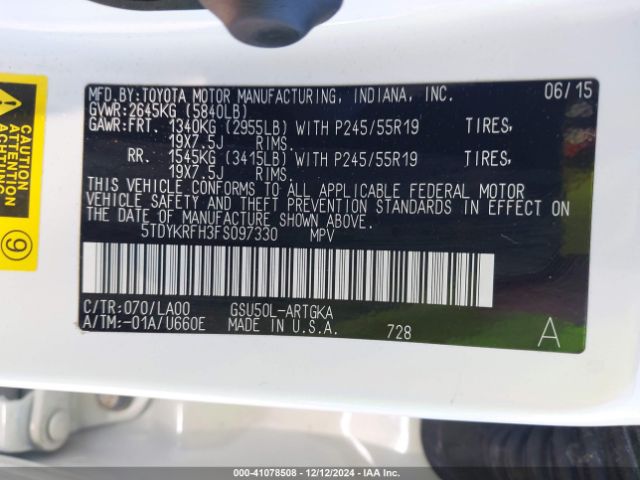 MFD.BY:TOYOTA MOTOR MANUFACTURING, INDIANA, INC. 06/15
GVWR:2645KG (5840LB)
GAWR:FRT. 1340KG (2955LB) WITH P245/55R19 TIRES,
19X7.5J RIMS.
RR. 1545KG (3415LB) WITH P245/55R19 TIRES,
19X7.5J RIMS.
THIS VEHICLE CONFORMS TO ALL APPLICABLE FEDERAL MOTOR
VEHICLE SAFETY AND THEFT PREVENTION STANDARDS IN EFFECT ON
THE DATE OF MANUFACTURE SHOWN ABOVE.
5TDYKRFH3FS097330 MPV
C/TR:070/LA00 GSU50L-ARTGKA
A/TM:-01A/U660E MADE IN U.S.A. 728 A
CAUTION
ATTENTION
ACHTUNG
9
000-41078508 - 12/12/2024 - IAA Inc.